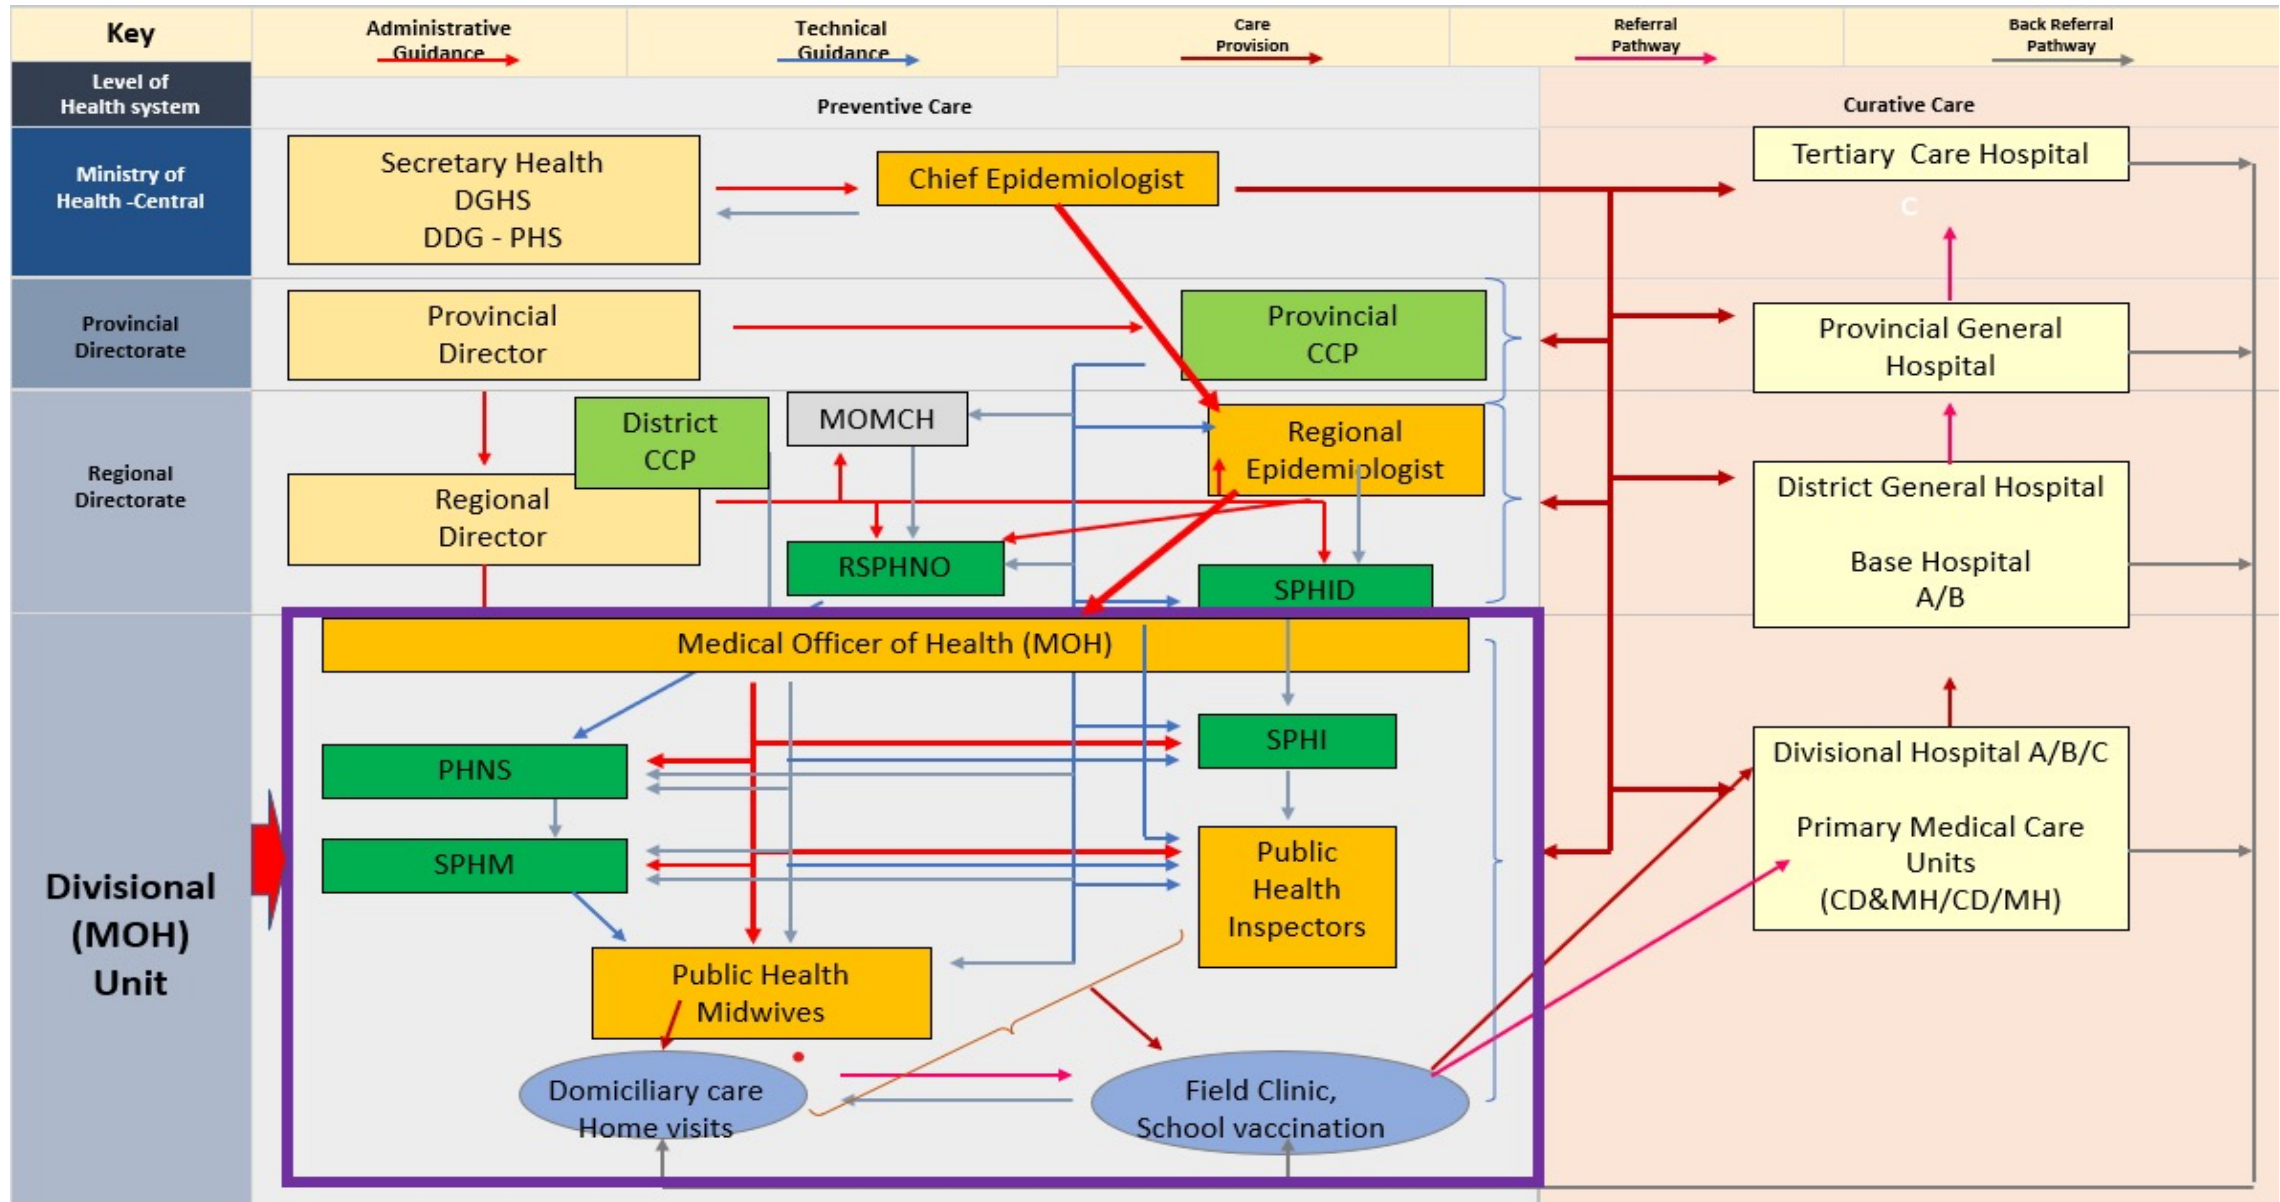 Key
Administrative
Guidance
Technical
Guidance
Care
Provision
Referral
Pathway
Back Referral
Pathway
Level of
Health system
Preventive Care
Curative Care
Ministry of
Health -Central
Secretary Health
DGHS
DDG - PHS
Chief Epidemiologist
Tertiary Care Hospital
C
Provincial
Directorate
Provincial
Director
Provincial
CCP
Provincial General
Hospital
Regional
Directorate
District
CCP
MOMCH
Regional
Epidemiologist
Regional
Director
RSPHNO
SPHID
District General Hospital
Base Hospital
A/B
Divisional
(MOH)
Unit
Medical Officer of Health (MOH)
PHNS
SPHI
SPHM
Public
Health
Inspectors
Public Health
Midwives
Domiciliary care
Home visits
Field Clinic,
School vaccination
Divisional Hospital A/B/C
Primary Medical Care
Units
(CD&MH/CD/MH)